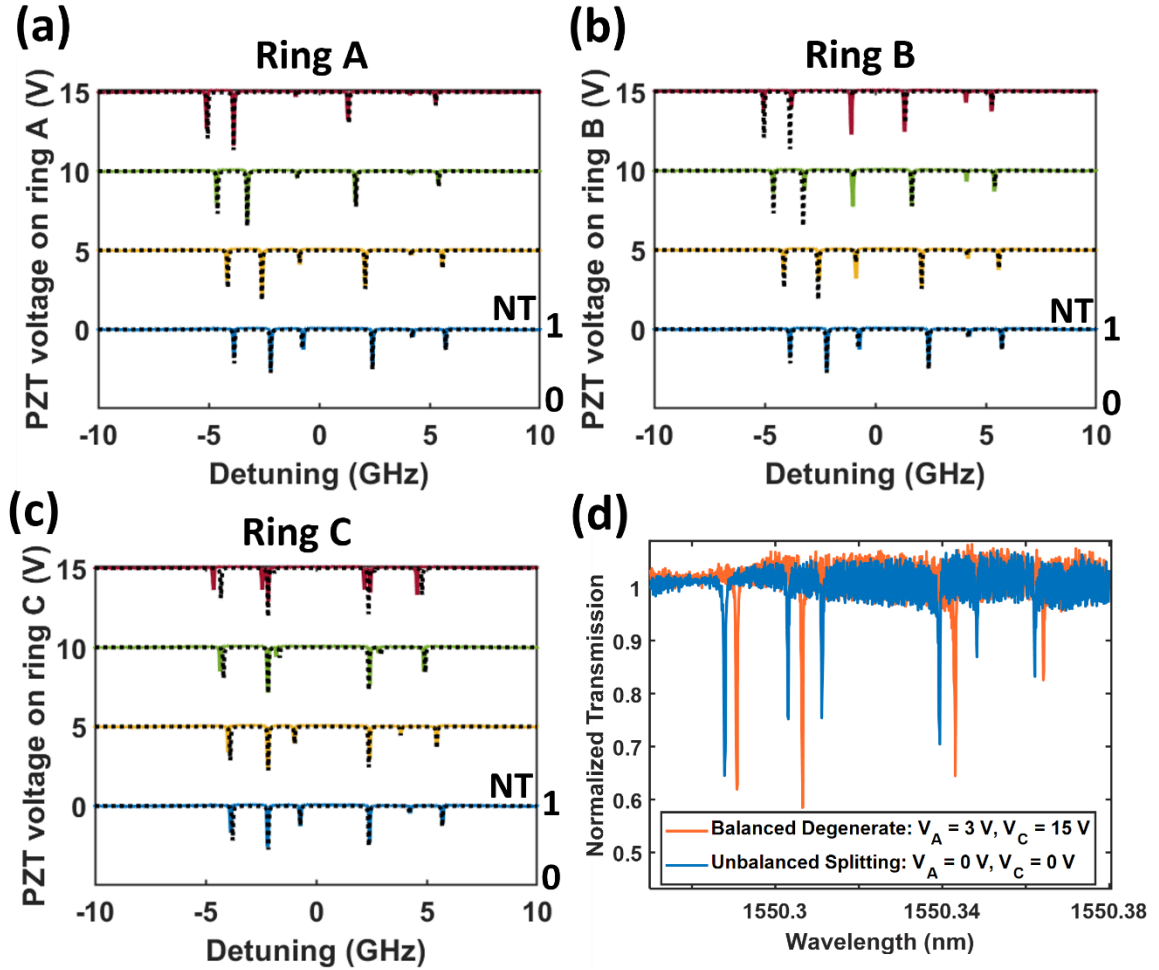 (a)
Ring A
PZT voltage on ring A (V)
15
10
5
0
NT
1
0
-10
-5
0
5
10
Detuning (GHz)
(b)
Ring B
PZT voltage on ring B (V)
15
10
5
0
NT
1
0
-10
-5
0
5
10
Detuning (GHz)
(c)
Ring C
PZT voltage on ring C (V)
15
10
5
0
NT
1
0
-10
-5
0
5
10
Detuning (GHz)
(d)
Normalized Transmission
1
0.9
0.8
0.7
0.6
0.5
Balanced Degenerate: V_A = 3 V, V_C = 15 V
Unbalanced Splitting: V_A = 0 V, V_C = 0 V
1550.3
1550.34
1550.38
Wavelength (nm)